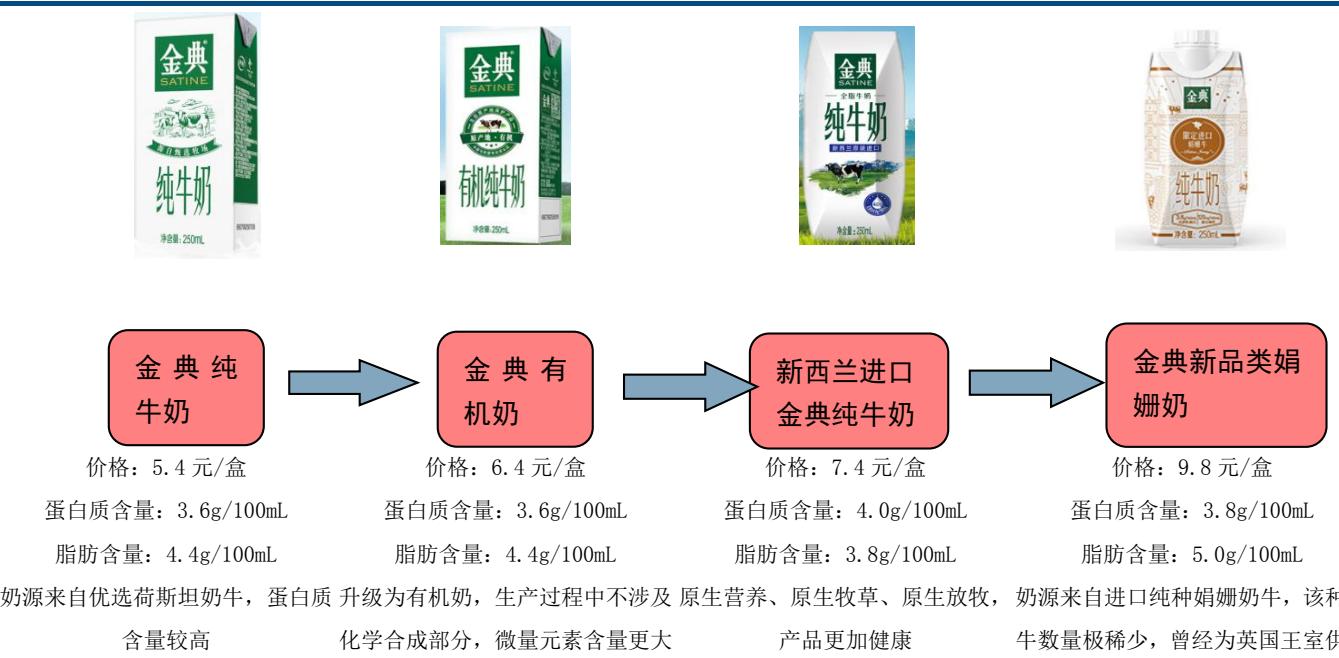 金典
SATINE
纯牛奶
净含量:250mL
金典
SATINE
原产地·有机
有机纯牛奶
净含量:250mL
金典
SATINE
全脂牛奶
纯牛奶
新西兰原装进口
净含量:250mL
金典
限定进口
娟姗牛
纯牛奶
净含量:250mL
金典纯
牛奶
金典有
机奶
新西兰进口
金典纯牛奶
金典新品类娟
姗奶
价格：5.4 元/盒
价格：6.4 元/盒
价格：7.4 元/盒
价格：9.8 元/盒
蛋白质含量：3.6g/100mL
蛋白质含量：3.6g/100mL
蛋白质含量：4.0g/100mL
蛋白质含量：3.8g/100mL
脂肪含量：4.4g/100mL
脂肪含量：4.4g/100mL
脂肪含量：3.8g/100mL
脂肪含量：5.0g/100mL
奶源来自优选荷斯坦奶牛，蛋白质
含量较高
升级为有机奶，生产过程中不涉及
化学合成部分，微量元素含量更大
原生营养、原生牧草、原生放牧，
产品更加健康
奶源来自进口纯种娟姗奶牛，该种
牛数量极稀少，曾经为英国王室供